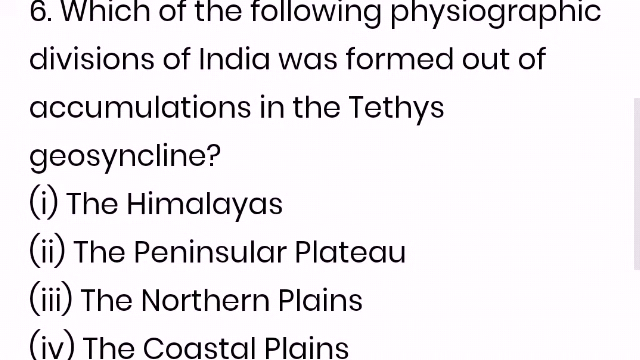 6. Which of the following physiographic
divisions of India was formed out of
accumulations in the Tethys
geosyncline?
(i) The Himalayas
(ii) The Peninsular Plateau
(iii) The Northern Plains
(iv) The Coastal Plains